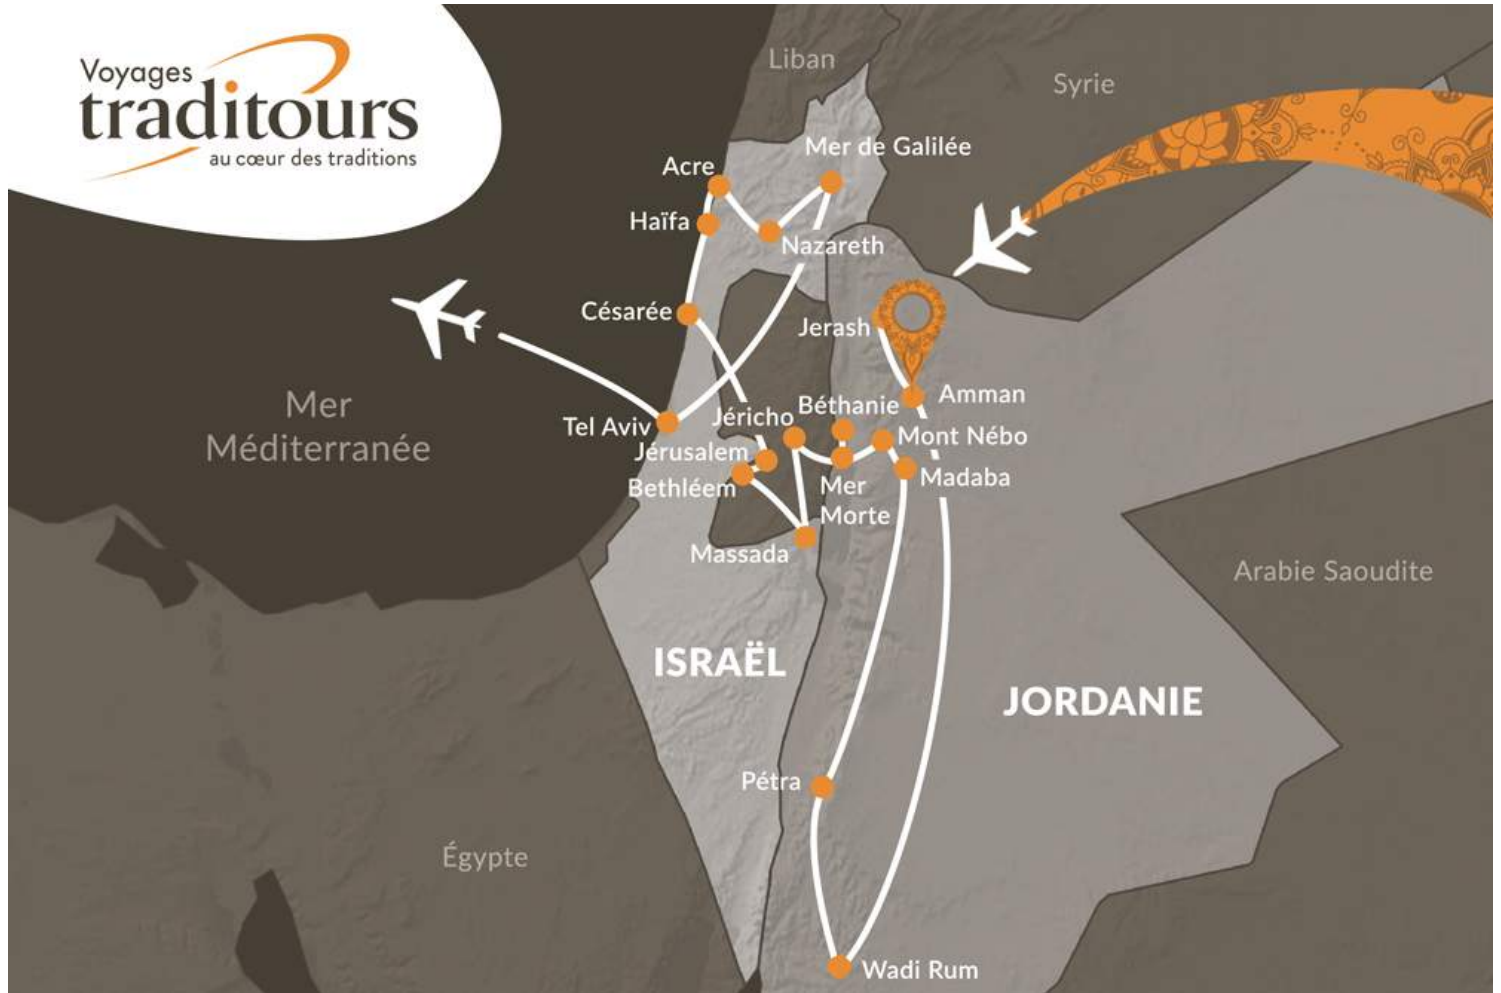 Voyages
traditours
au cœur des traditions
Liban
Syrie
Mer de Galilée
Acre
Haïfa
Nazareth
Césarée
Jerash
Amman
Béthanie
Jéricho
Tel Aviv
Mont Nébo
Jérusalem
Madaba
Bethléem
Mer
Morte
Massada
Mer
Méditerranée
Arabie Saoudite
ISRAËL
JORDANIE
Pétra
Égypte
Wadi Rum